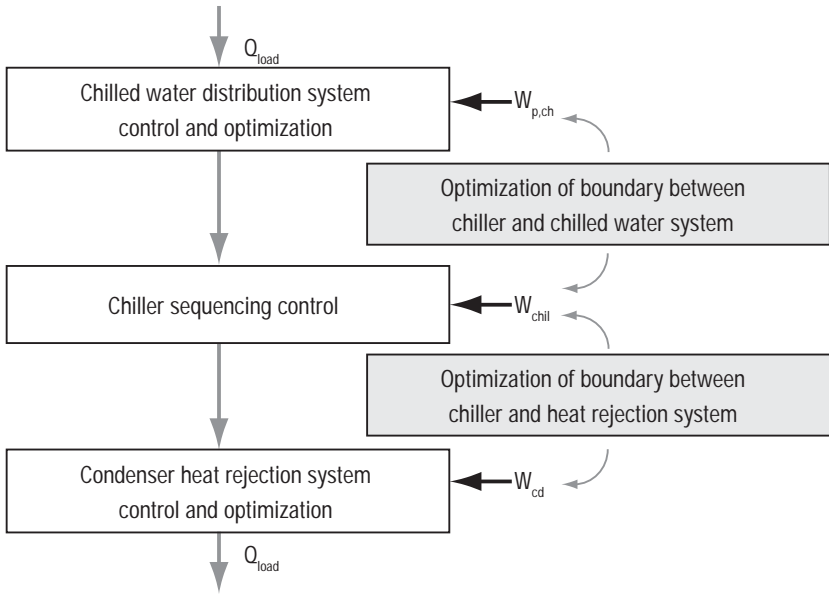 Q_load
Chilled water distribution system
control and optimization
W_p,ch
Optimization of boundary between
chiller and chilled water system
Chiller sequencing control
W_chil
Optimization of boundary between
chiller and heat rejection system
Condenser heat rejection system
control and optimization
W_cd
Q_load